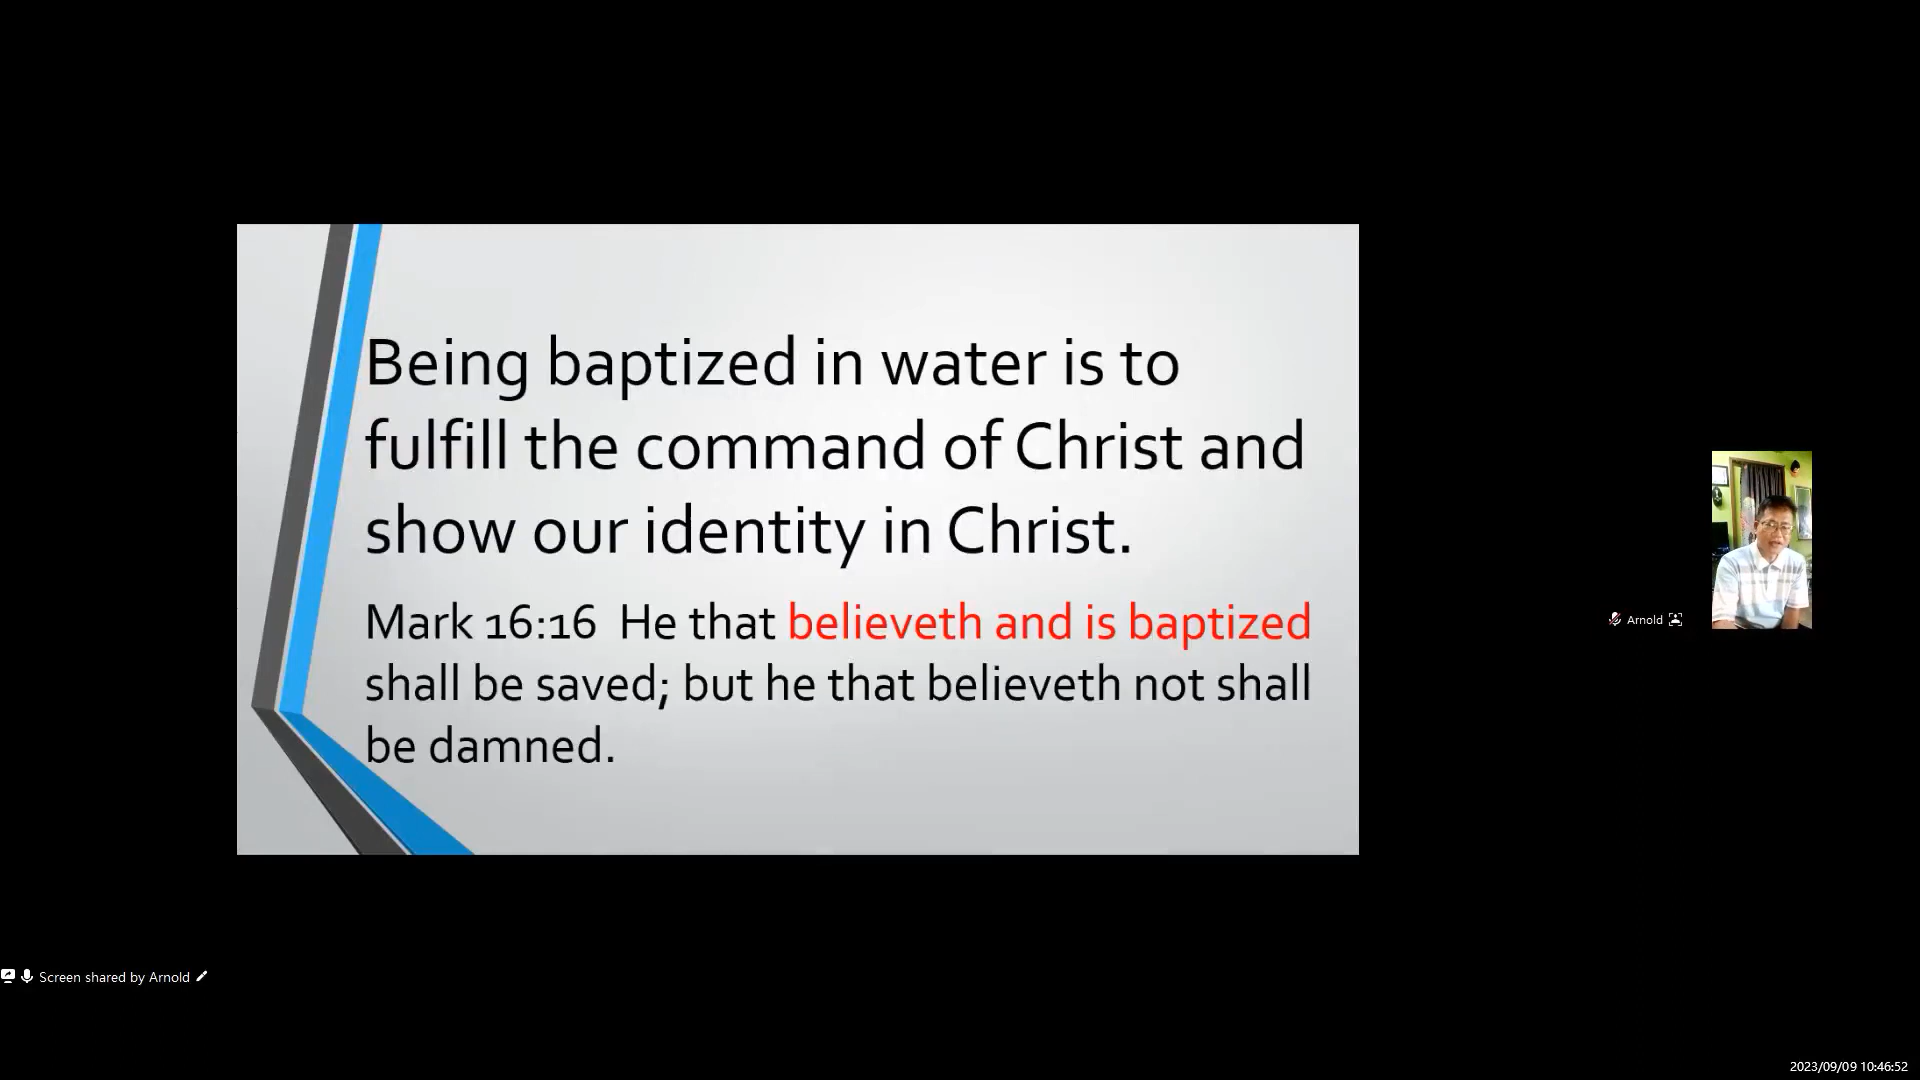 Being baptized in water is to
fulfill the command of Christ and
show our identity in Christ.
Mark 16:16 He that believeth and is baptized
shall be saved; but he that believeth not shall
be damned.
Arnold
Screen shared by Arnold
2023/09/09 10:46:52